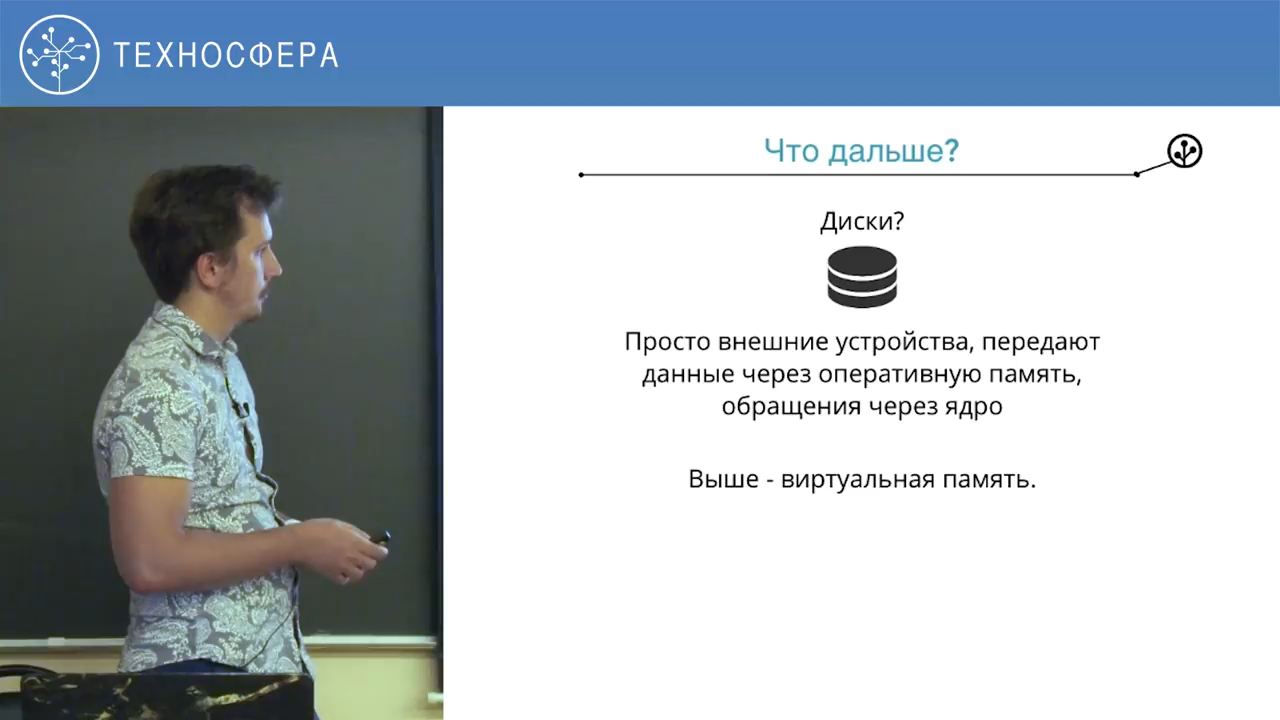 ТЕХНОСФЕРА
Что дальше?
Диски?
Просто внешние устройства, передают
данные через оперативную память,
обращения через ядро
Выше - виртуальная память.